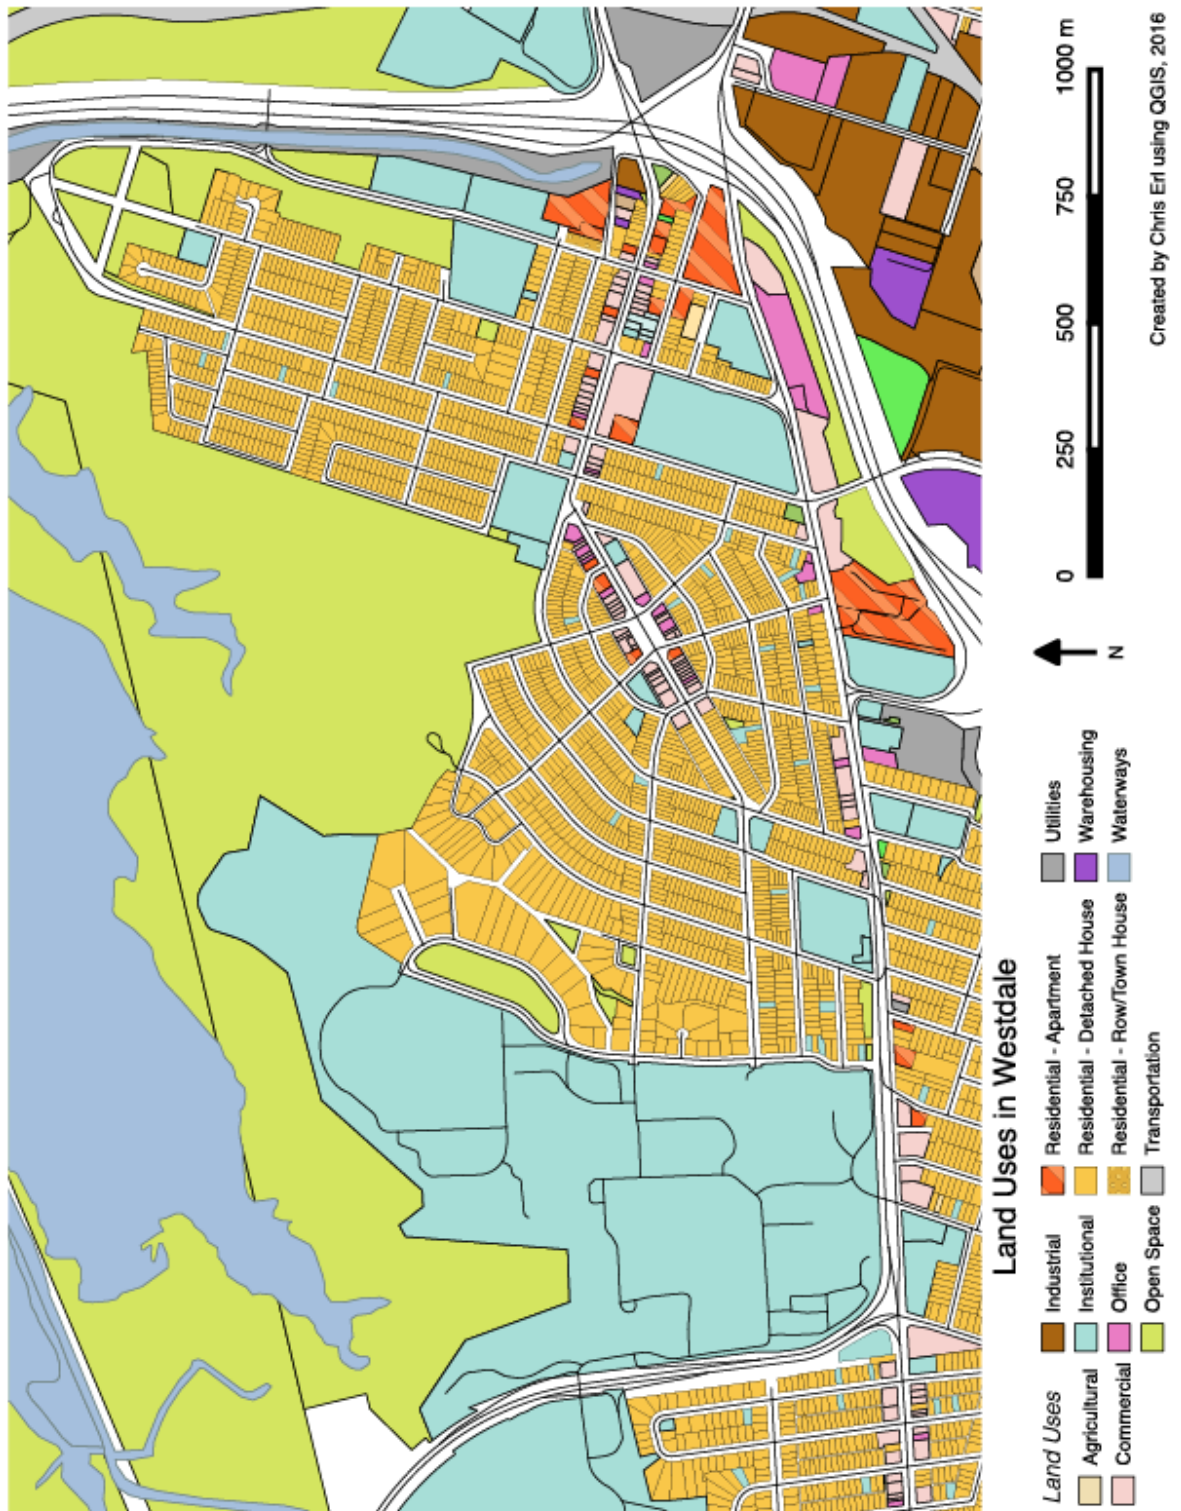 Land Uses in Westdale
Land Uses
Agricultural
Commercial
Industrial
Institutional
Office
Open Space
Residential - Apartment
Residential - Detached House
Residential - Row/Town House
Transportation
Utilities
Warehousing
Waterways
N
0 250 500 750 1000 m
Created by Chris Erl using QGIS, 2016